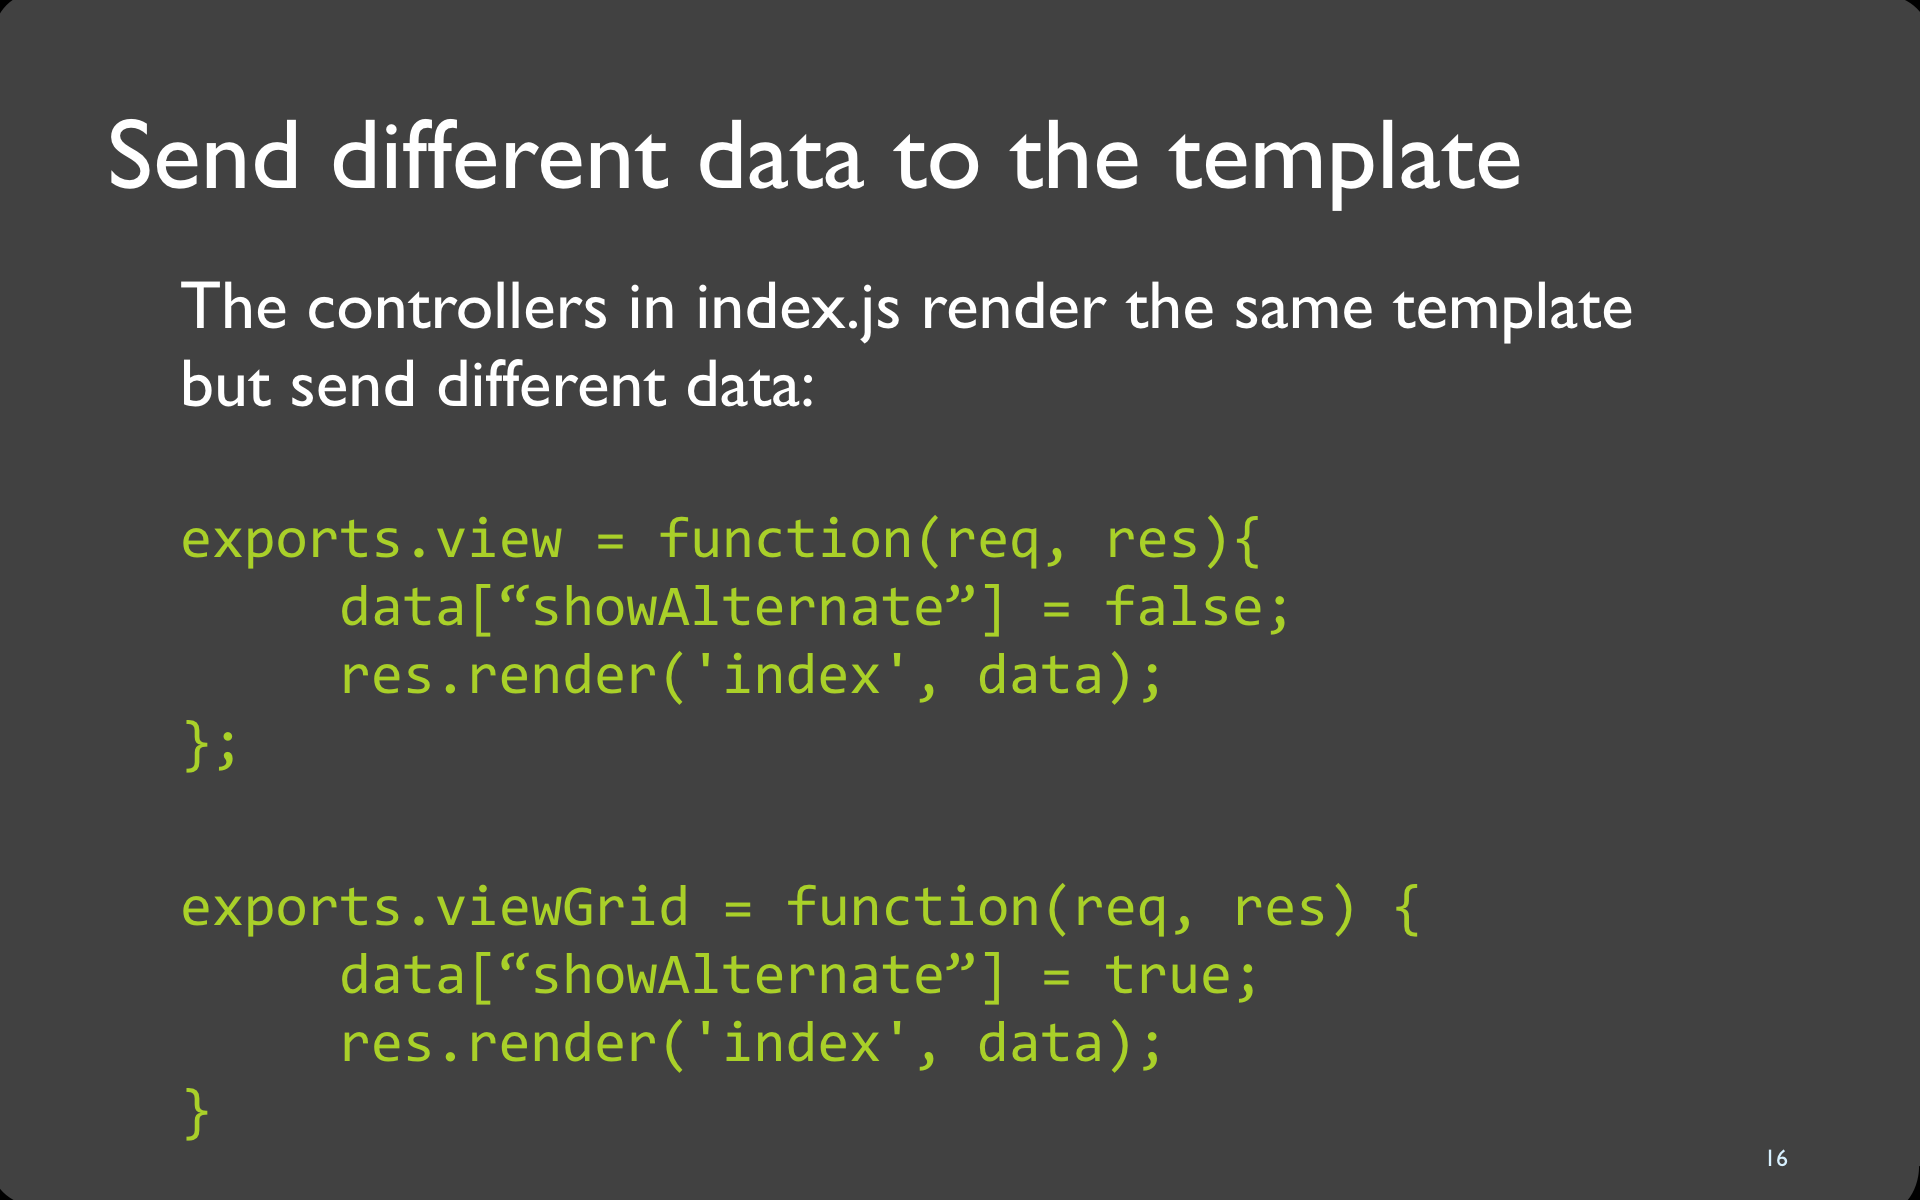 Send different data to the template
The controllers in index.js render the same template
but send different data:
exports.view = function(req, res){
data[“showAlternate”] = false;
res.render('index', data);
};
exports.viewGrid = function(req, res) {
data[“showAlternate”] = true;
res.render('index', data);
}
16